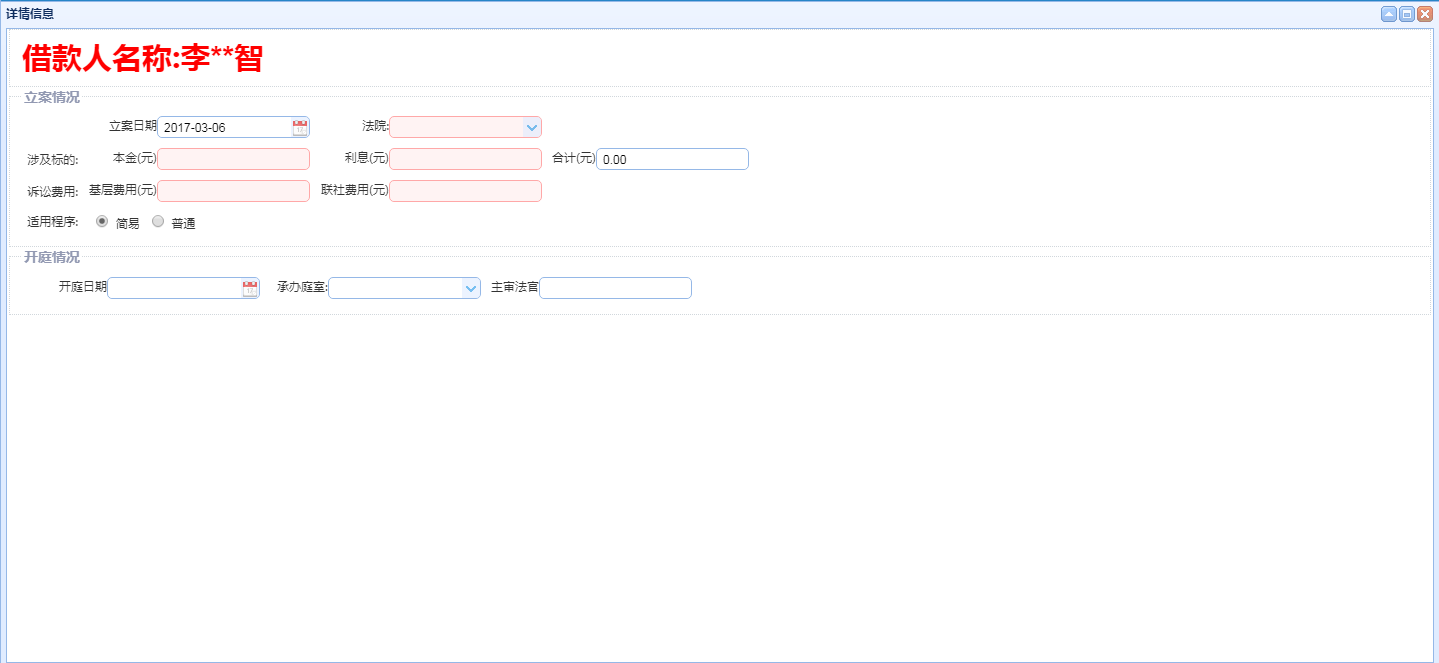 详情信息
借款人名称:李**智
立案情况
立案日期 2017-03-06 法院:
涉及标的: 本金(元) 利息(元) 合计(元) 0.00
诉讼费用: 基层费用(元) 联社费用(元)
适用程序: 简易 普通
开庭情况
开庭日期 承办庭室: 主审法官